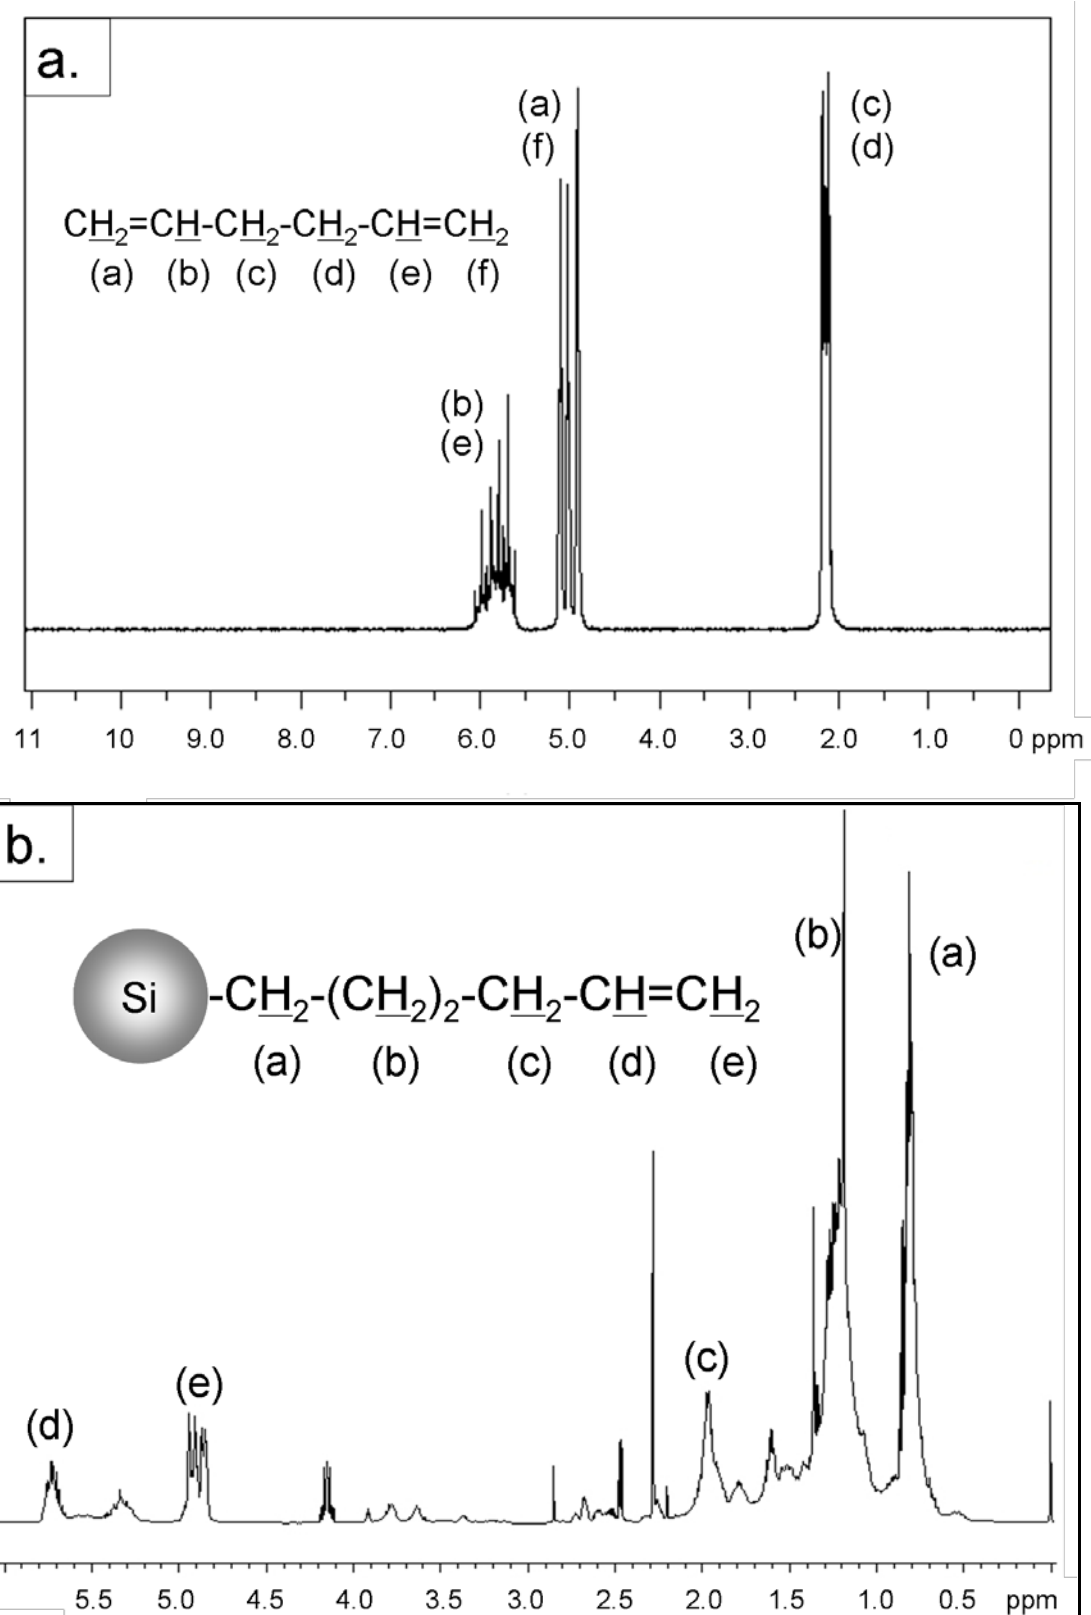 a.
(a)
(f)
(c)
(d)
CH2=CH-CH2-CH2-CH=CH2
(a) (b) (c) (d) (e) (f)
(b)
(e)
11 10 9.0 8.0 7.0 6.0 5.0 4.0 3.0 2.0 1.0 0 ppm
b.
(b)
(a)
Si -CH2-(CH2)2-CH2-CH=CH2
(a) (b) (c) (d) (e)
(c)
(e)
(d)
5.5 5.0 4.5 4.0 3.5 3.0 2.5 2.0 1.5 1.0 0.5 ppm